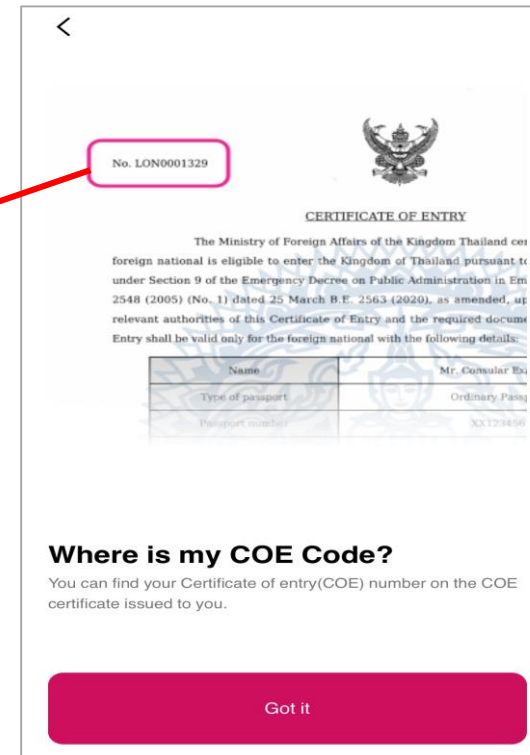 No. LON0001329
CERTIFICATE OF ENTRY
The Ministry of Foreign Affairs of the Kingdom Thailand cer
foreign national is eligible to enter the Kingdom of Thailand pursuant to
under Section 9 of the Emergency Decree on Public Administration in Em
2548 (2005) (No. 1) dated 25 March B.E. 2563 (2020), as amended, up
relevant authorities of this Certificate of Entry and the required docume
Entry shall be valid only for the foreign national with the following details:
Name Mr. Consular Exa
Type of passport Ordinary Passp
Passport number XX123456
Where is my COE Code?
You can find your Certificate of entry(COE) number on the COE
certificate issued to you.
Got it